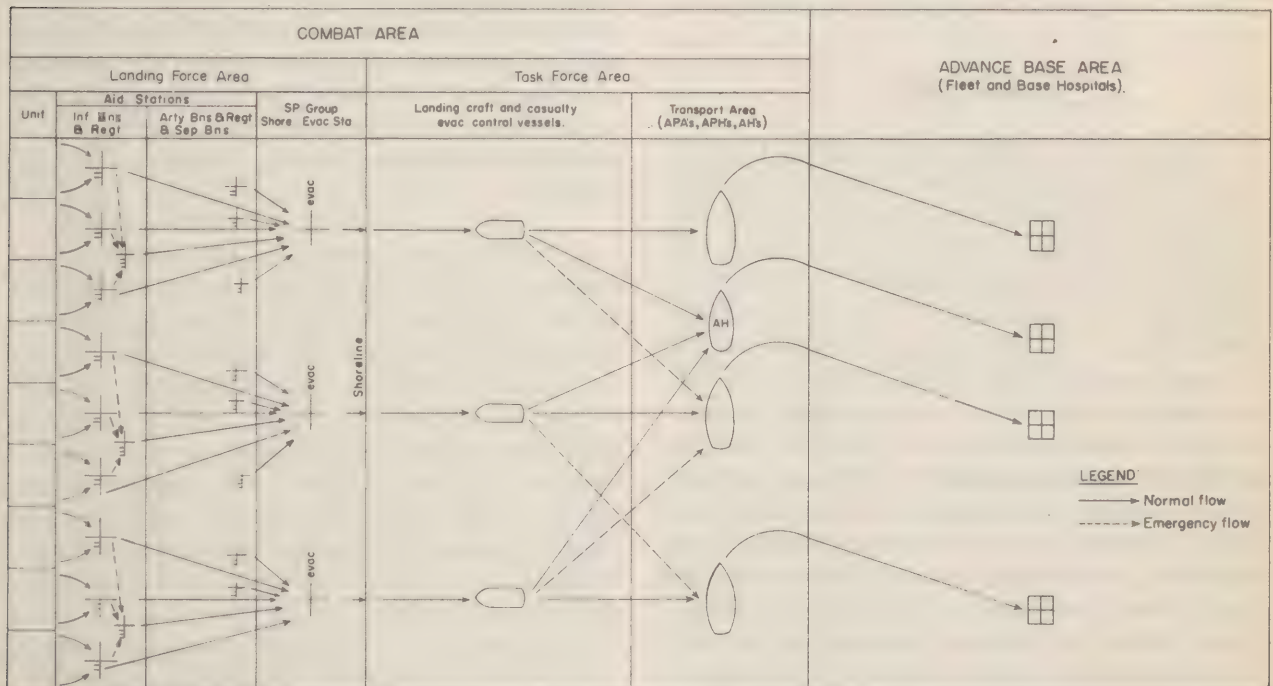 COMBAT AREA
ADVANCE BASE AREA
(Fleet and Base Hospitals).
Landing Force Area
Task Force Area
Unit
Aid Stations
Inf Bns
& Regt
Arty Bns & Regt
& Sep Bns
SP Group
Shore Evac Sta
Landing craft and casualty
evac control vessels.
Transport Area
(APA's, APH's, AH's)
evac
evac
evac
Shoreline
AH
LEGEND
Normal flow
Emergency flow